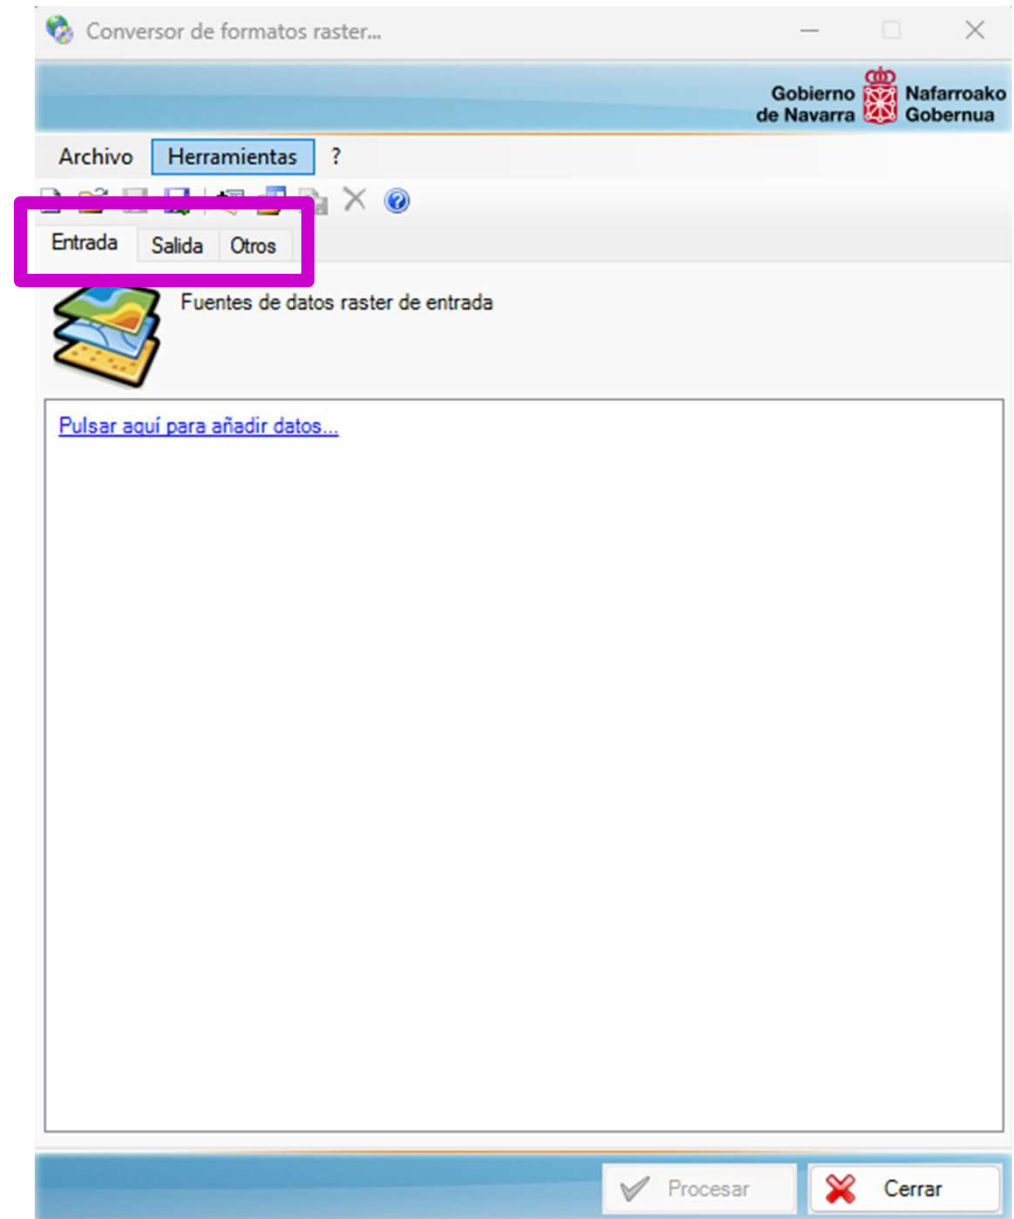 Conversor de formatos raster...
Gobierno de Navarra
Nafarroako Gobernua
Archivo Herramientas ?
Entrada Salida Otros
Fuentes de datos raster de entrada
Pulsar aquí para añadir datos...
Procesar Cerrar